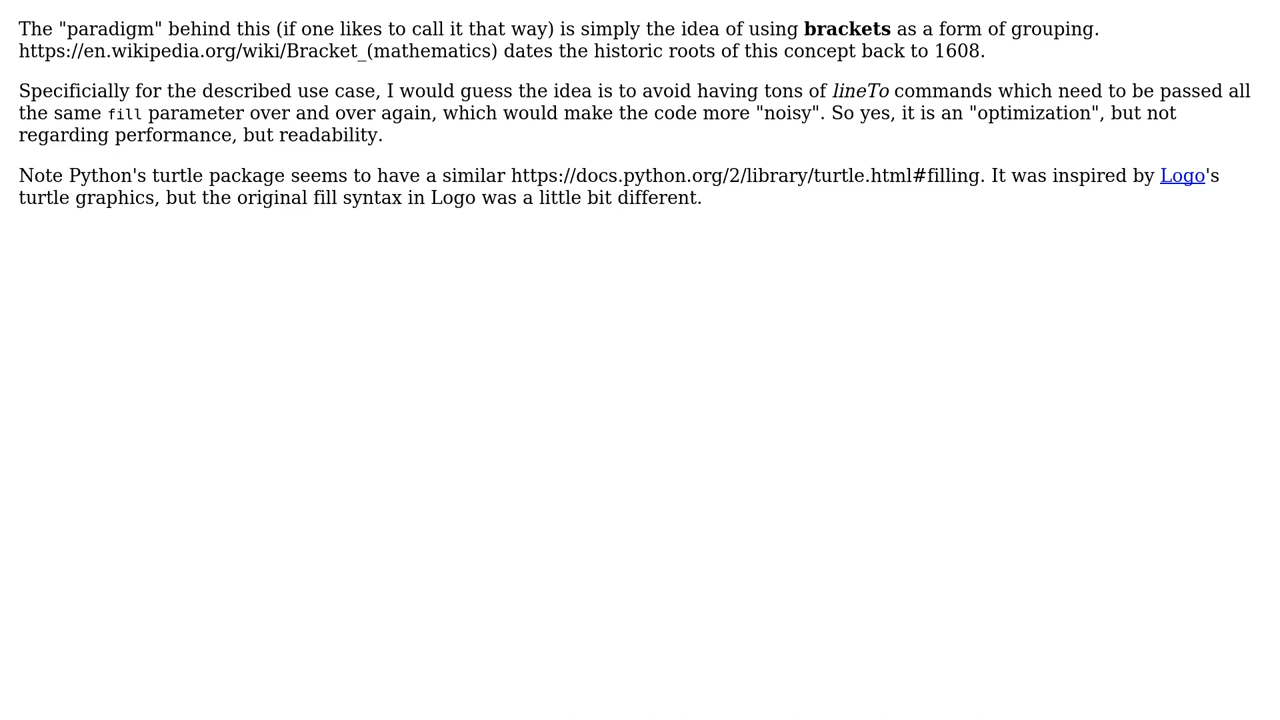 The "paradigm" behind this (if one likes to call it that way) is simply the idea of using brackets as a form of grouping.
https://en.wikipedia.org/wiki/Bracket_(mathematics) dates the historic roots of this concept back to 1608.
Specificially for the described use case, I would guess the idea is to avoid having tons of lineTo commands which need to be passed all
the same fill parameter over and over again, which would make the code more "noisy". So yes, it is an "optimization", but not
regarding performance, but readability.
Note Python's turtle package seems to have a similar https://docs.python.org/2/library/turtle.html#filling. It was inspired by Logo's
turtle graphics, but the original fill syntax in Logo was a little bit different.